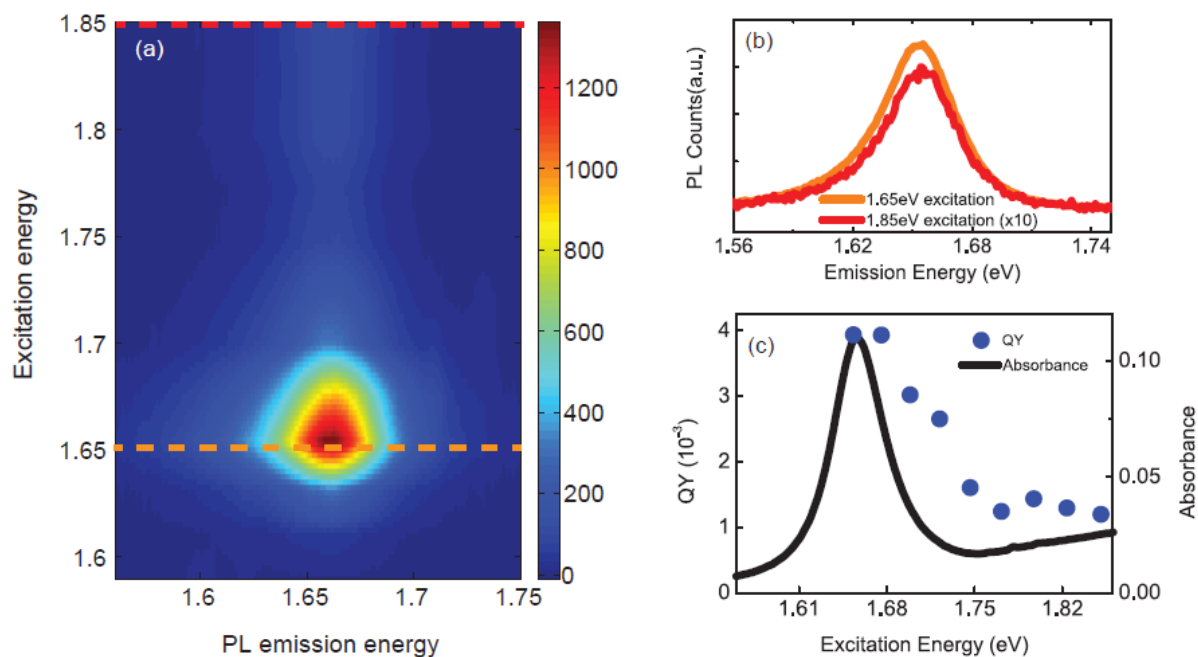 (a)
1.85
1.8
1.75
1.7
1.65
1.6
Excitation energy
1.6
1.65
1.7
1.75
PL emission energy
1200
1000
800
600
400
200
0
(b)
PL Counts(a.u.)
1.65eV excitation
1.85eV excitation (x10)
1.56
1.62
1.68
1.74
Emission Energy (eV)
(c)
QY
Absorbance
4
3
2
1
0
QY (10⁻³)
0.10
0.05
0.00
Absorbance
1.61
1.68
1.75
1.82
Excitation Energy (eV)